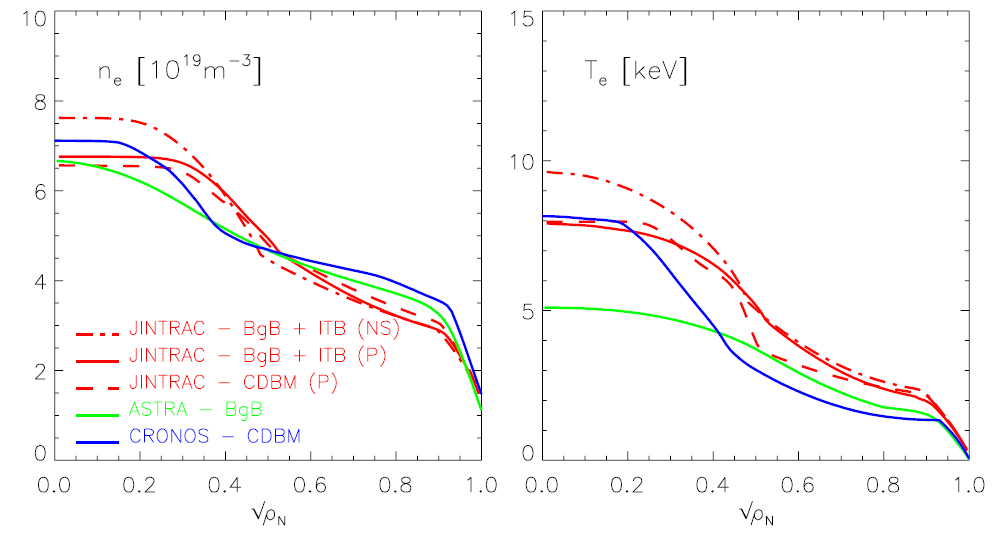 n_e [10^19 m^−3]
10
8
6
4
2
0
JINTRAC − BgB + ITB (NS)
JINTRAC − BgB + ITB (P)
JINTRAC − CDBM (P)
ASTRA − BgB
CRONOS − CDBM
0.0 0.2 0.4 0.6 0.8 1.0
√ρ_N
T_e [keV]
15
10
5
0
0.0 0.2 0.4 0.6 0.8 1.0
√ρ_N